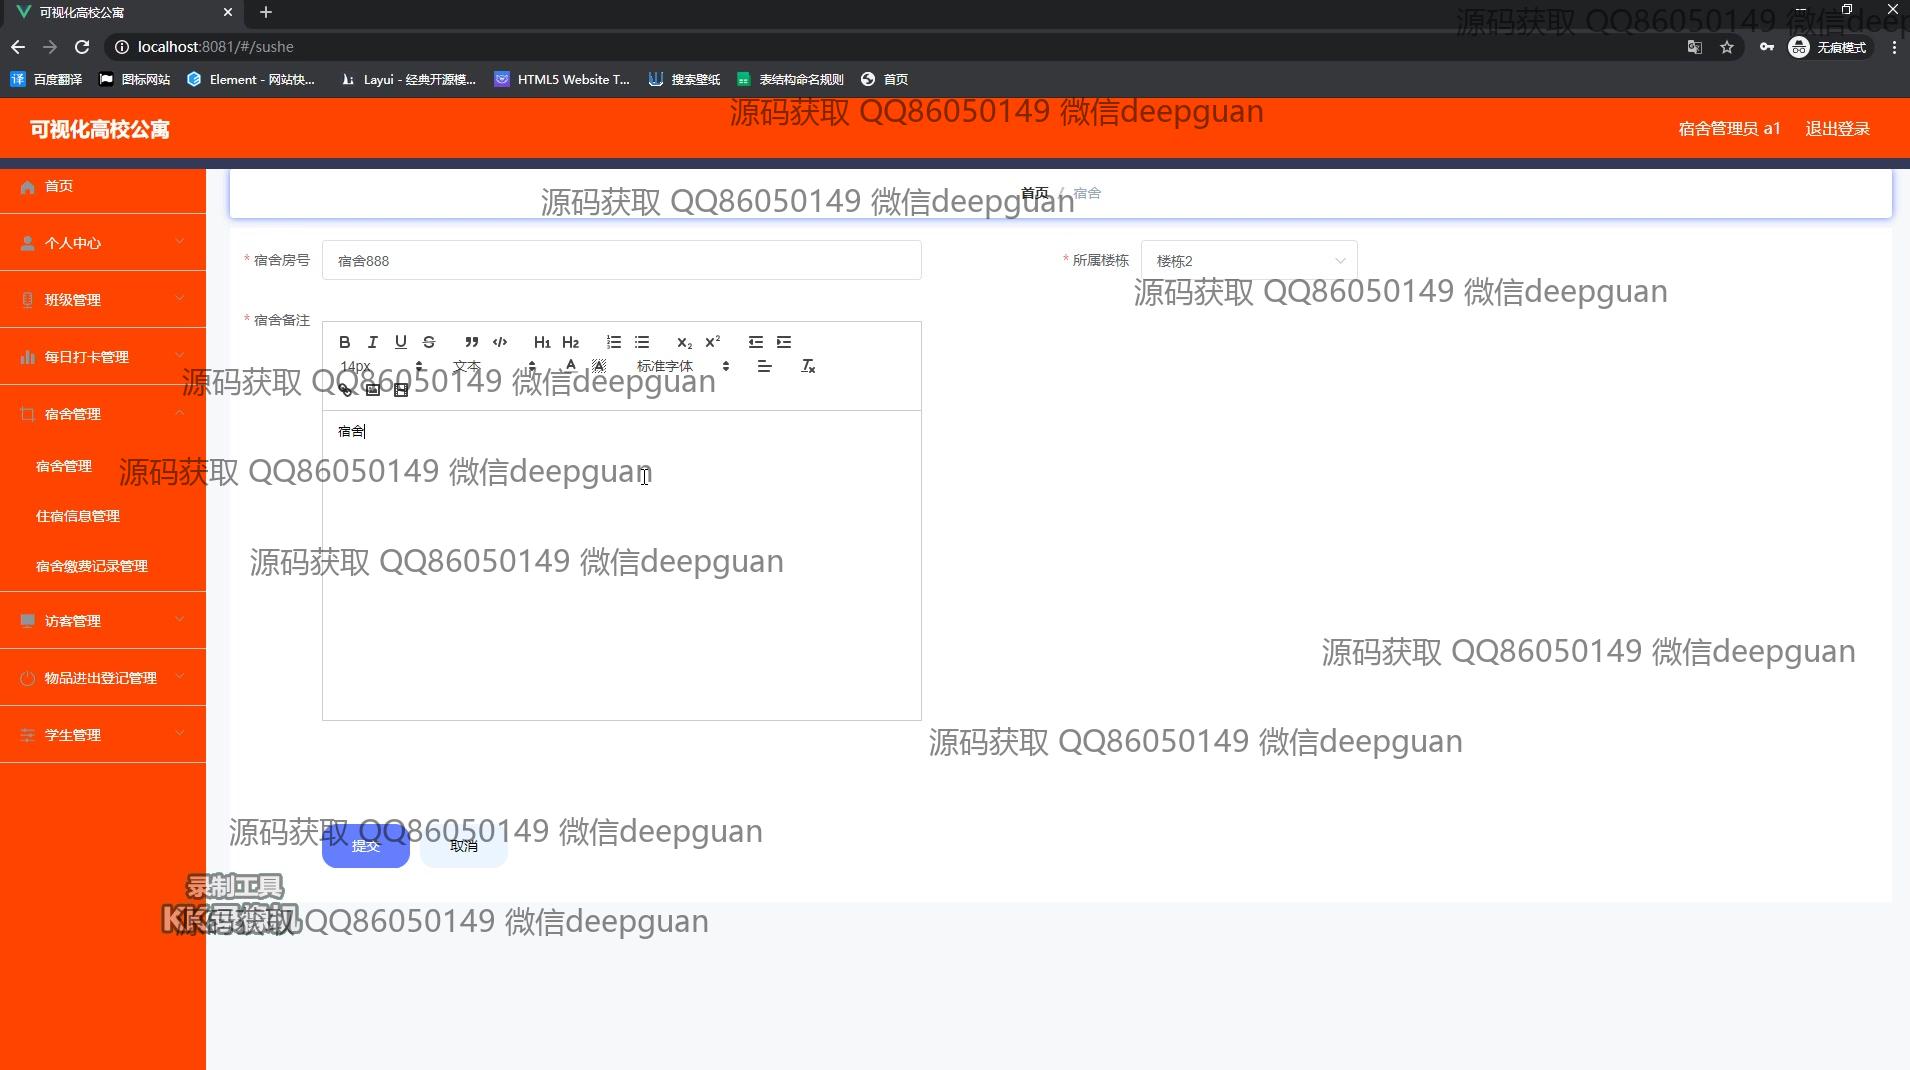 可视化高校公寓
localhost:8081/#/sushe
无痕模式
百度翻译 图标网站 Element - 网站快... Layui - 经典开源模... HTML5 Website T... 搜索壁纸 表结构命名规则 首页
源码获取 QQ86050149 微信deep
可视化高校公寓
源码获取 QQ86050149 微信deepguan
宿舍管理员 a1 退出登录
首页
个人中心
班级管理
每日打卡管理
宿舍管理
宿舍管理
住宿信息管理
宿舍缴费记录管理
访客管理
物品进出登记管理
学生管理
首页 / 宿舍
源码获取 QQ86050149 微信deepguan
* 宿舍房号 宿舍888
* 所属楼栋 楼栋2
源码获取 QQ86050149 微信deepguan
* 宿舍备注
B I U S H1 H2 X2 X2
14px 文本 A A 标准字体 Tx
源码获取 QQ86050149 微信deepguan
宿舍
源码获取 QQ86050149 微信deepguan
源码获取 QQ86050149 微信deepguan
源码获取 QQ86050149 微信deepguan
源码获取 QQ86050149 微信deepguan
源码获取 QQ86050149 微信deepguan
提交 取消
录制工具
源码获取 QQ86050149 微信deepguan